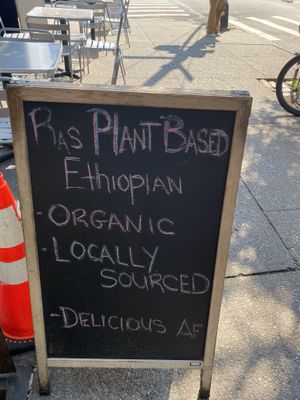 Ras Plant Based
Ethiopian
- Organic
- Locally
Sourced
- Delicious AF